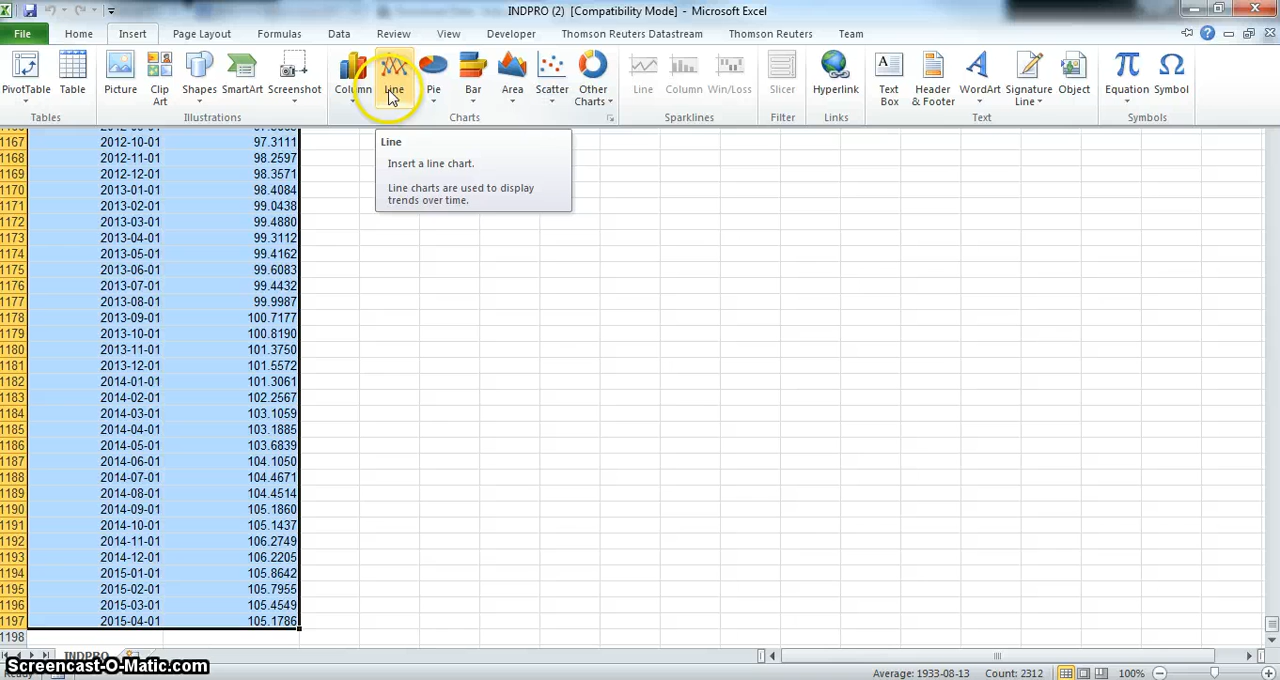 INDPRO (2) [Compatibility Mode] - Microsoft Excel
File Home Insert Page Layout Formulas Data Review View Developer Thomson Reuters Datastream Thomson Reuters Team
PivotTable Table Picture Clip Art Shapes SmartArt Screenshot Column Line Pie Bar Area Scatter Other Charts Line Column Win/Loss Slicer Hyperlink Text Box Header & Footer WordArt Signature Line Object Equation Symbol
Tables Illustrations Charts Sparklines Filter Links Text Symbols
Line
Insert a line chart.
Line charts are used to display
trends over time.
1167 2012-10-01 97.3111
1168 2012-11-01 98.2597
1169 2012-12-01 98.3571
1170 2013-01-01 98.4084
1171 2013-02-01 99.0438
1172 2013-03-01 99.4880
1173 2013-04-01 99.3112
1174 2013-05-01 99.4162
1175 2013-06-01 99.6083
1176 2013-07-01 99.4432
1177 2013-08-01 99.9987
1178 2013-09-01 100.7177
1179 2013-10-01 100.8190
1180 2013-11-01 101.3750
1181 2013-12-01 101.5572
1182 2014-01-01 101.3061
1183 2014-02-01 102.2567
1184 2014-03-01 103.1059
1185 2014-04-01 103.1885
1186 2014-05-01 103.6839
1187 2014-06-01 104.1050
1188 2014-07-01 104.4671
1189 2014-08-01 104.4514
1190 2014-09-01 105.1860
1191 2014-10-01 105.1437
1192 2014-11-01 106.2749
1193 2014-12-01 106.2205
1194 2015-01-01 105.8642
1195 2015-02-01 105.7955
1196 2015-03-01 105.4549
1197 2015-04-01 105.1786
1198
INDPRO
Screencast-O-Matic.com
Ready Average: 1933-08-13 Count: 2312 100%